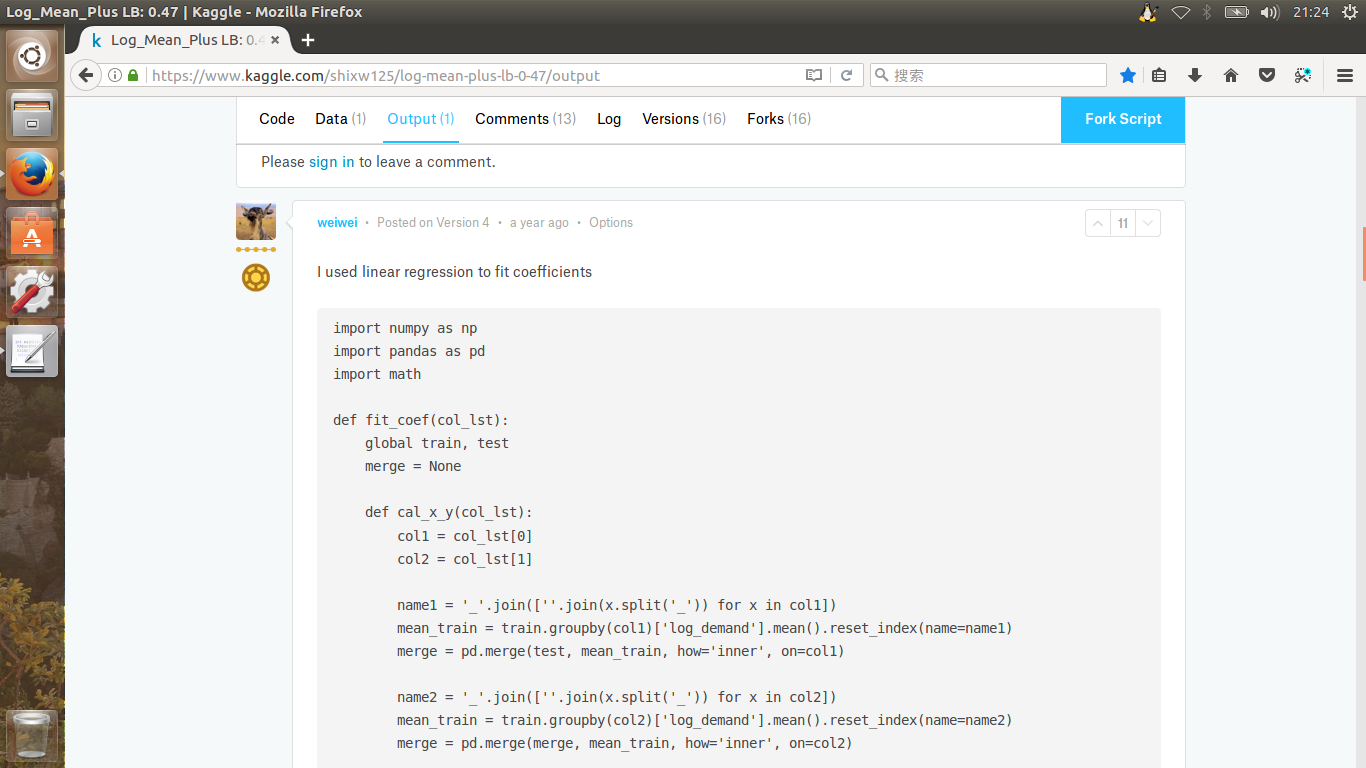 Log_Mean_Plus LB: 0.47 | Kaggle - Mozilla Firefox
21:24
k Log_Mean_Plus LB: 0.4
https://www.kaggle.com/shixw125/log-mean-plus-lb-0-47/output
搜索
Code Data (1) Output (1) Comments (13) Log Versions (16) Forks (16) Fork Script
Please sign in to leave a comment.
weiwei • Posted on Version 4 • a year ago • Options
11
I used linear regression to fit coefficients
import numpy as np
import pandas as pd
import math
def fit_coef(col_lst):
    global train, test
    merge = None
    def cal_x_y(col_lst):
        col1 = col_lst[0]
        col2 = col_lst[1]
        name1 = '_'.join([''.join(x.split('_')) for x in col1])
        mean_train = train.groupby(col1)['log_demand'].mean().reset_index(name=name1)
        merge = pd.merge(test, mean_train, how='inner', on=col1)
        name2 = '_'.join([''.join(x.split('_')) for x in col2])
        mean_train = train.groupby(col2)['log_demand'].mean().reset_index(name=name2)
        merge = pd.merge(merge, mean_train, how='inner', on=col2)